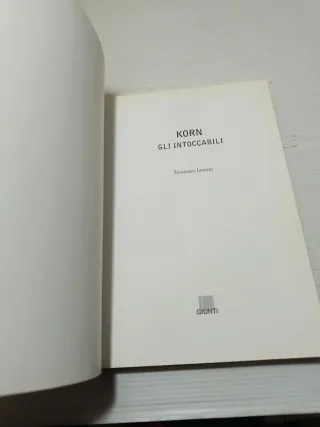 KORN
GLI INTOCCABILI
Tommaso Iannini
GIUNTI